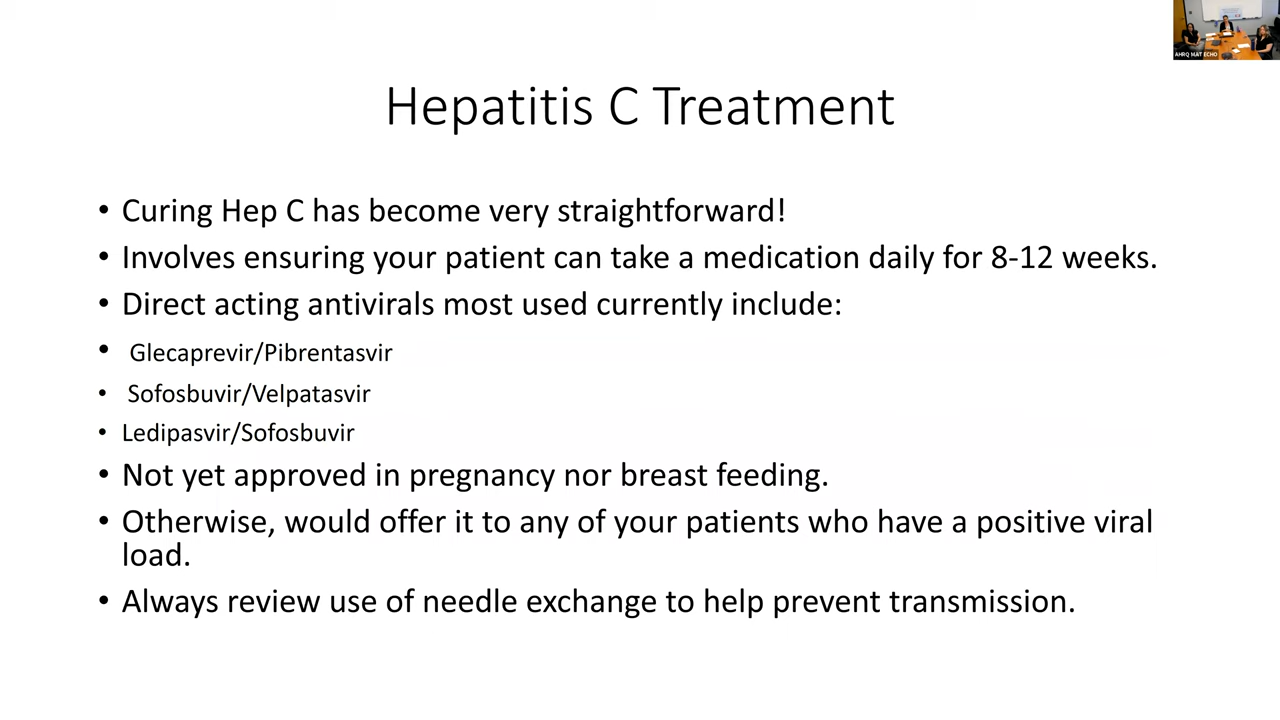 AHRQ MAT ECHO
Hepatitis C Treatment
• Curing Hep C has become very straightforward!
• Involves ensuring your patient can take a medication daily for 8-12 weeks.
• Direct acting antivirals most used currently include:
• Glecaprevir/Pibrentasvir
• Sofosbuvir/Velpatasvir
• Ledipasvir/Sofosbuvir
• Not yet approved in pregnancy nor breast feeding.
• Otherwise, would offer it to any of your patients who have a positive viral
load.
• Always review use of needle exchange to help prevent transmission.